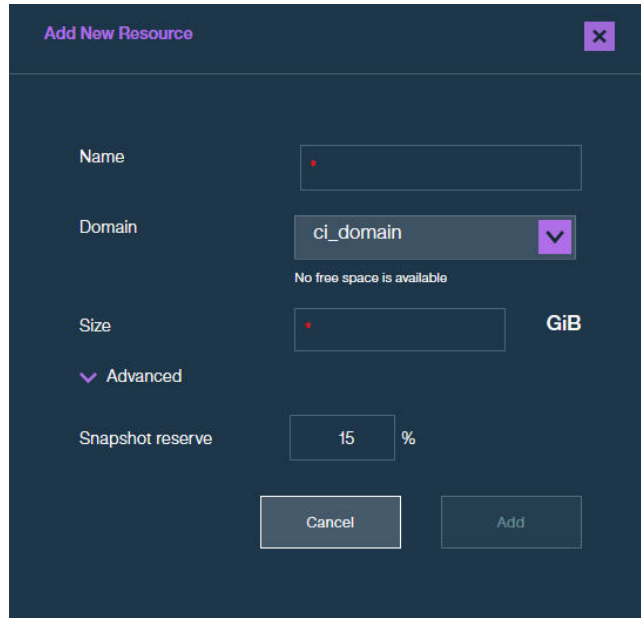 Add New Resource
Name
*
Domain
ci_domain
No free space is available
Size
*
GiB
Advanced
Snapshot reserve
15
%
Cancel
Add